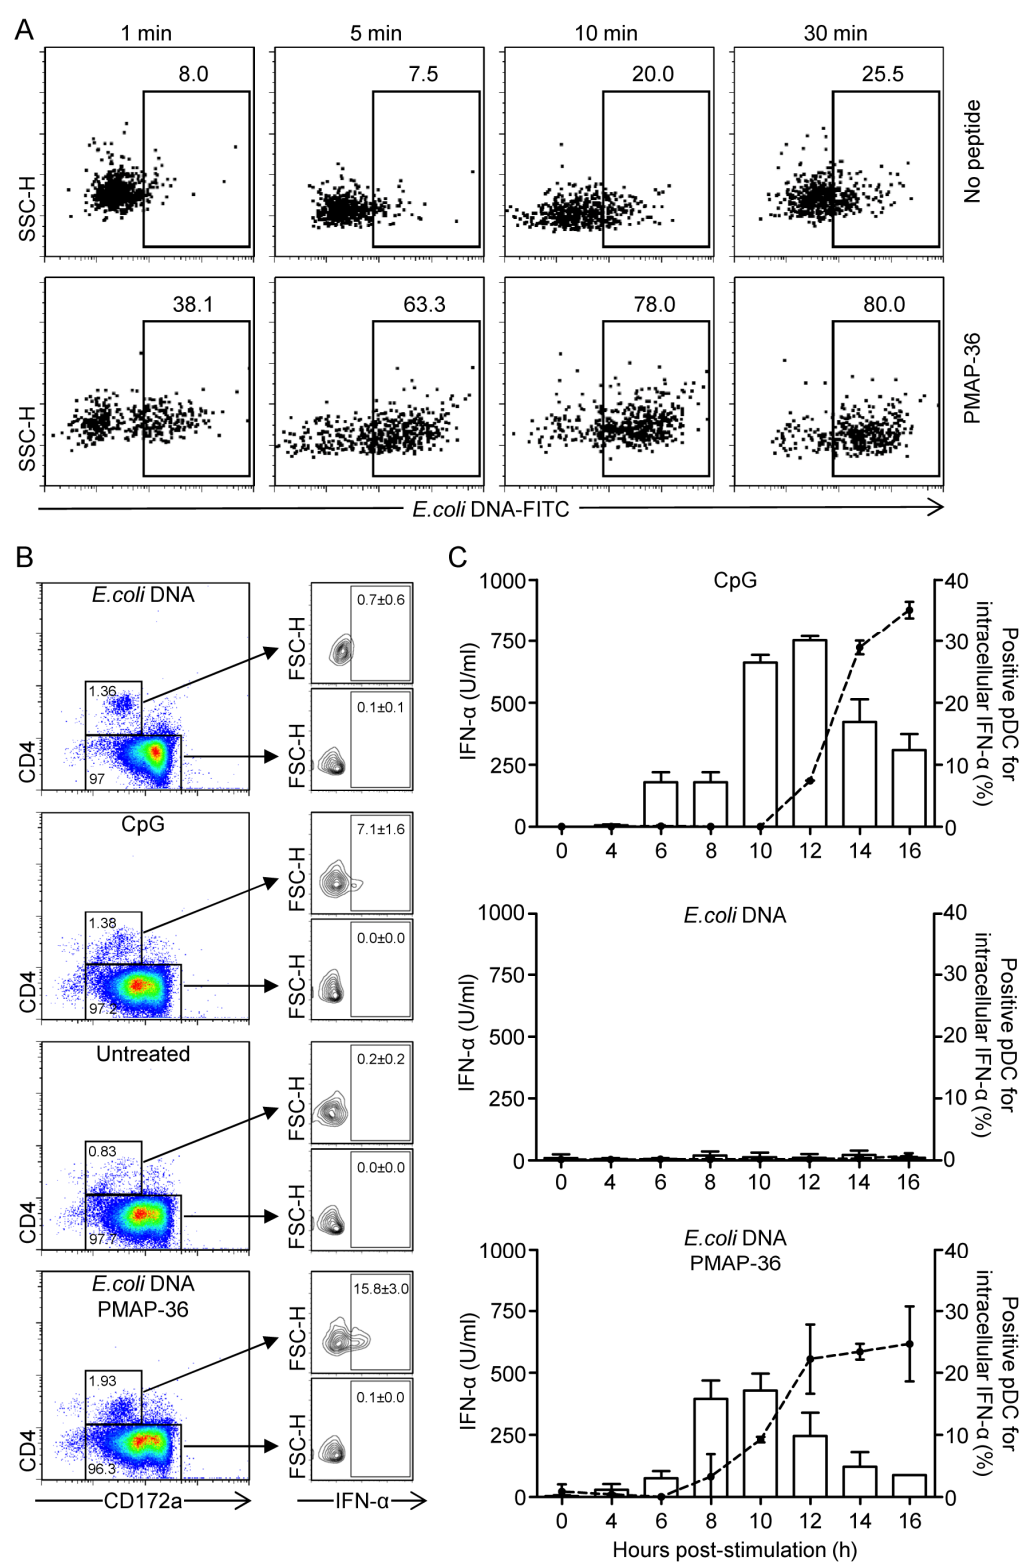 A
1 min
5 min
10 min
30 min
8.0
7.5
20.0
25.5
SSC-H
No peptide
38.1
63.3
78.0
80.0
SSC-H
PMAP-36
E.coli DNA-FITC
B
E.coli DNA
1.36
97
CD4
FSC-H
0.7±0.6
FSC-H
0.1±0.1
CpG
1.38
97.2
CD4
FSC-H
7.1±1.6
FSC-H
0.0±0.0
Untreated
0.83
97.7
CD4
FSC-H
0.2±0.2
FSC-H
0.0±0.0
E.coli DNA
PMAP-36
1.93
96.3
CD4
FSC-H
15.8±3.0
FSC-H
0.1±0.0
CD172a
IFN-α
C
CpG
IFN-α (U/ml)
1000
750
500
250
0
40
30
20
10
0
Positive pDC for
intracellular IFN-α (%)
0 4 6 8 10 12 14 16
E.coli DNA
IFN-α (U/ml)
1000
750
500
250
0
40
30
20
10
0
Positive pDC for
intracellular IFN-α (%)
0 4 6 8 10 12 14 16
E.coli DNA
PMAP-36
IFN-α (U/ml)
1000
750
500
250
0
40
30
20
10
0
Positive pDC for
intracellular IFN-α (%)
0 4 6 8 10 12 14 16
Hours post-stimulation (h)